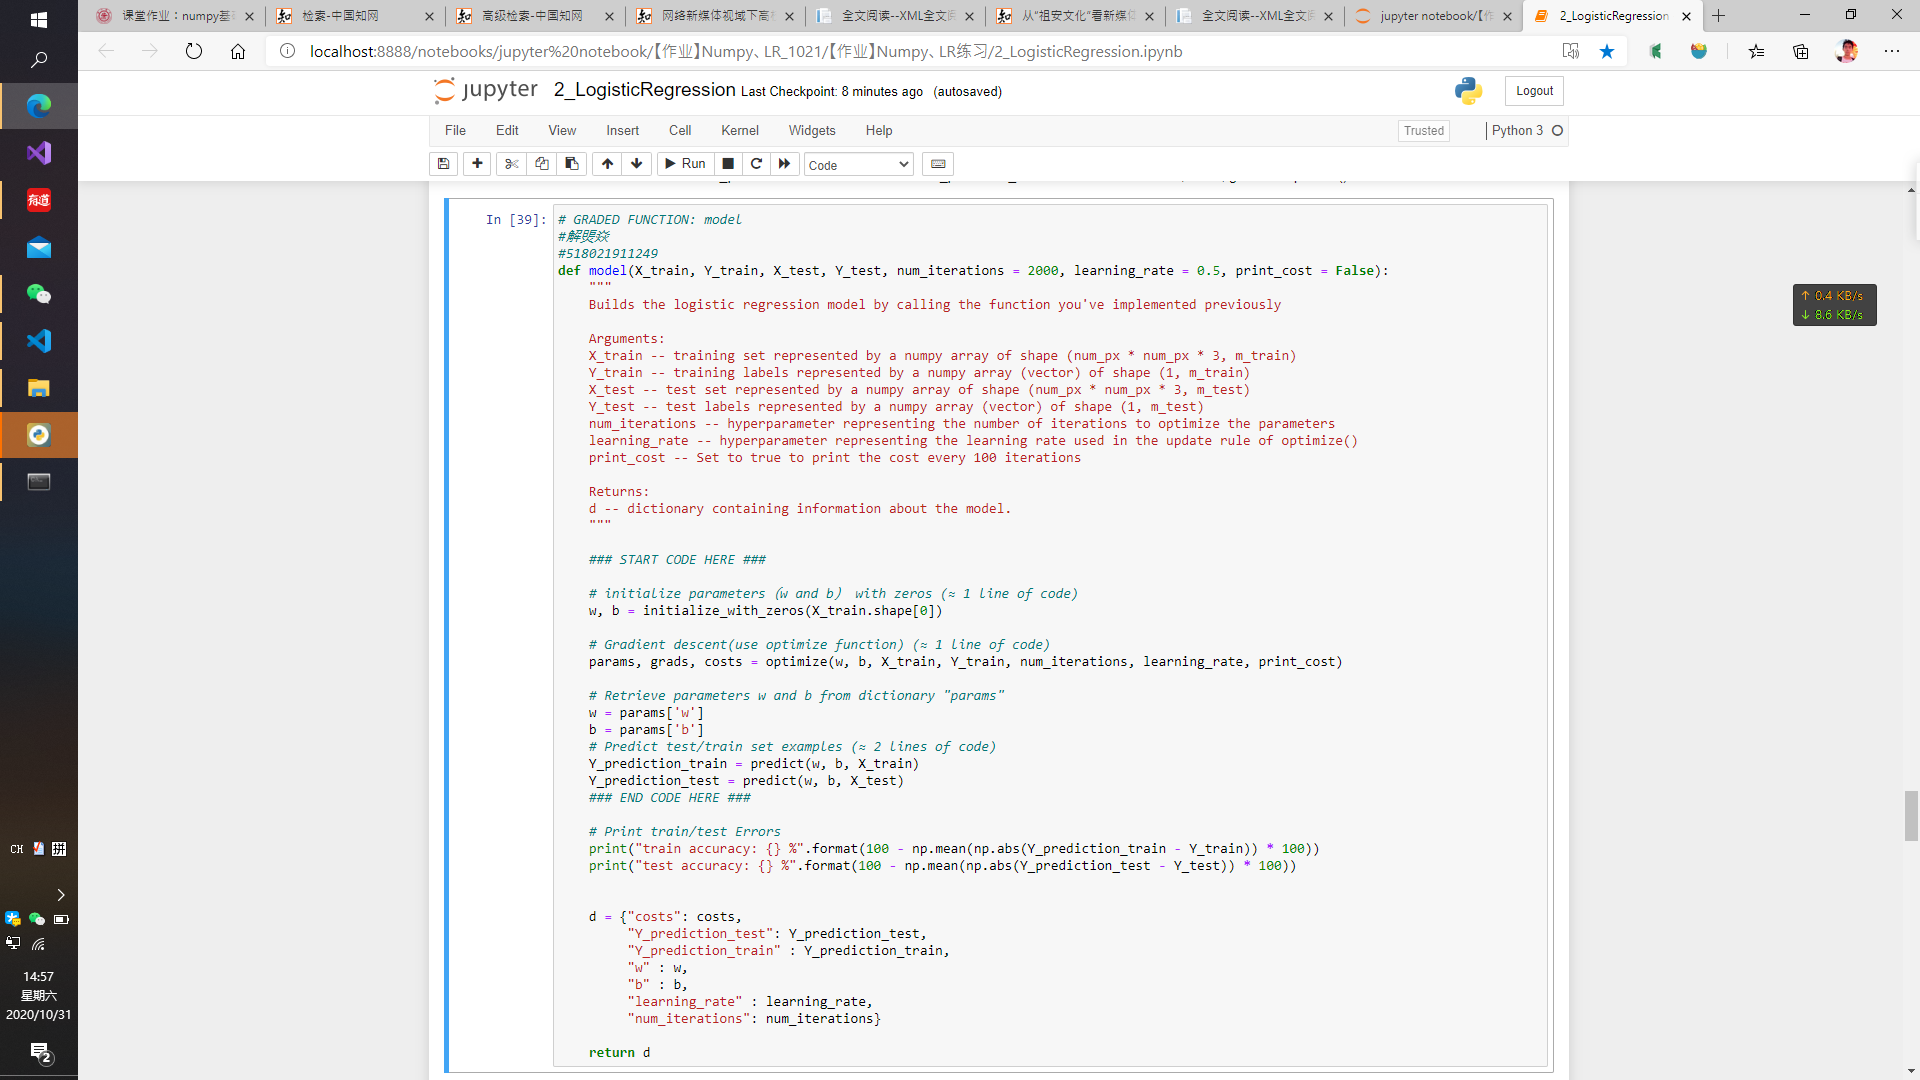 课堂作业：numpy基
检索-中国知网
高级检索-中国知网
网络新媒体视域下高
全文阅读--XML全文
从“祖安文化”看新媒体
全文阅读--XML全文
jupyter notebook/【作
2_LogisticRegression
localhost:8888/notebooks/jupyter%20notebook/【作业】Numpy、LR_1021/【作业】Numpy、LR练习/2_LogisticRegression.ipynb
jupyter 2_LogisticRegression Last Checkpoint: 8 minutes ago (autosaved)
Logout
File Edit View Insert Cell Kernel Widgets Help
Trusted
Python 3
Run
Code
In [39]:
# GRADED FUNCTION: model
#518021911249
def model(X_train, Y_train, X_test, Y_test, num_iterations = 2000, learning_rate = 0.5, print_cost = False):
"""
Builds the logistic regression model by calling the function you've implemented previously
Arguments:
X_train -- training set represented by a numpy array of shape (num_px * num_px * 3, m_train)
Y_train -- training labels represented by a numpy array (vector) of shape (1, m_train)
X_test -- test set represented by a numpy array of shape (num_px * num_px * 3, m_test)
Y_test -- test labels represented by a numpy array (vector) of shape (1, m_test)
num_iterations -- hyperparameter representing the number of iterations to optimize the parameters
learning_rate -- hyperparameter representing the learning rate used in the update rule of optimize()
print_cost -- Set to true to print the cost every 100 iterations
Returns:
d -- dictionary containing information about the model.
"""
### START CODE HERE ###
# initialize parameters（w and b） with zeros (≈ 1 line of code)
w, b = initialize_with_zeros(X_train.shape[0])
# Gradient descent(use optimize function) (≈ 1 line of code)
params, grads, costs = optimize(w, b, X_train, Y_train, num_iterations, learning_rate, print_cost)
# Retrieve parameters w and b from dictionary "params"
w = params['w']
b = params['b']
# Predict test/train set examples (≈ 2 lines of code)
Y_prediction_train = predict(w, b, X_train)
Y_prediction_test = predict(w, b, X_test)
### END CODE HERE ###
# Print train/test Errors
print("train accuracy: {} %".format(100 - np.mean(np.abs(Y_prediction_train - Y_train)) * 100))
print("test accuracy: {} %".format(100 - np.mean(np.abs(Y_prediction_test - Y_test)) * 100))
d = {"costs": costs,
"Y_prediction_test": Y_prediction_test,
"Y_prediction_train" : Y_prediction_train,
"w" : w,
"b" : b,
"learning_rate" : learning_rate,
"num_iterations": num_iterations}
return d
↑ 0.4 KB/s
↓ 8.6 KB/s
有道
CH 拼
14:57
星期六
2020/10/31
2